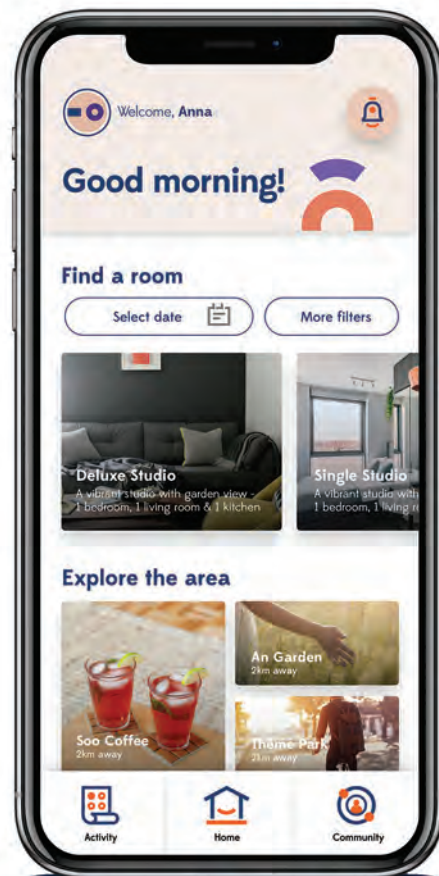 Welcome, Anna
Good morning!
Find a room
Select date
More filters
Deluxe Studio
A vibrant studio with garden view -
1 bedroom, 1 living room & 1 kitchen
Single Studio
A vibrant studio with
1 bedroom, 1 living
Explore the area
Soo Coffee
2km away
An Garden
2km away
Theme Park
21km away
Activity
Home
Community